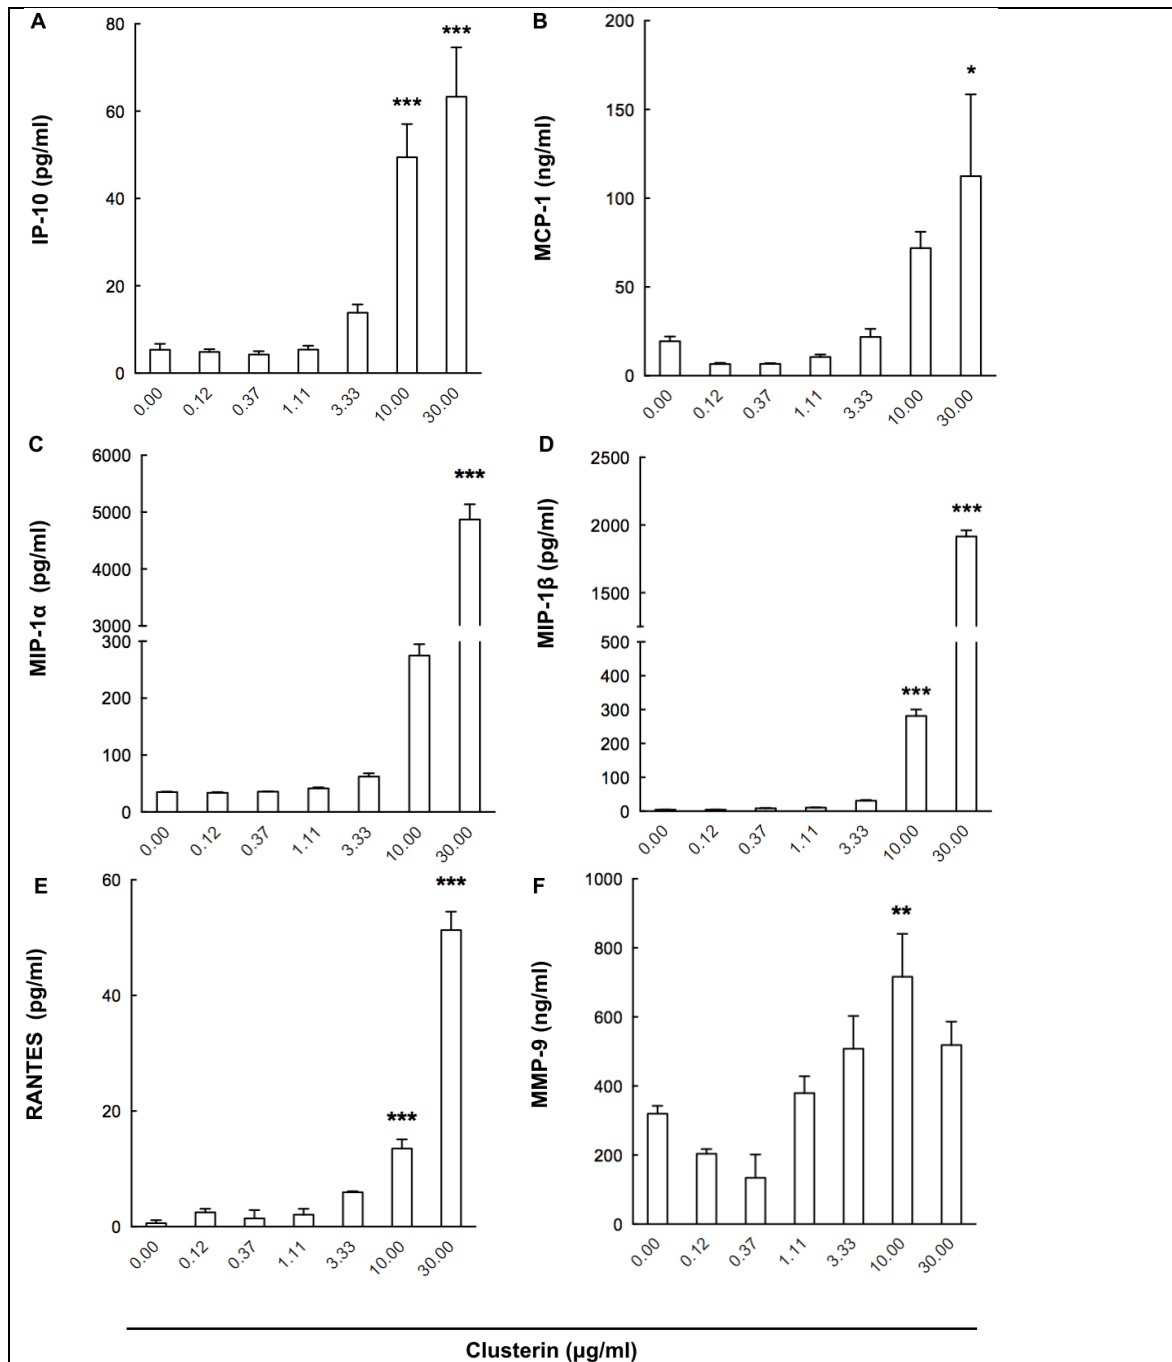 A
IP-10 (pg/ml)
80
60
40
20
0
***
***
0.00 0.12 0.37 1.11 3.33 10.00 30.00
B
MCP-1 (ng/ml)
200
150
100
50
0
*
0.00 0.12 0.37 1.11 3.33 10.00 30.00
C
MIP-1α (pg/ml)
6000
5000
4000
3000
300
200
100
0
***
0.00 0.12 0.37 1.11 3.33 10.00 30.00
D
MIP-1β (pg/ml)
2500
2000
1500
500
400
300
200
100
0
***
***
0.00 0.12 0.37 1.11 3.33 10.00 30.00
E
RANTES (pg/ml)
60
40
20
0
***
***
0.00 0.12 0.37 1.11 3.33 10.00 30.00
F
MMP-9 (ng/ml)
1000
800
600
400
200
0
**
0.00 0.12 0.37 1.11 3.33 10.00 30.00
Clusterin (μg/ml)